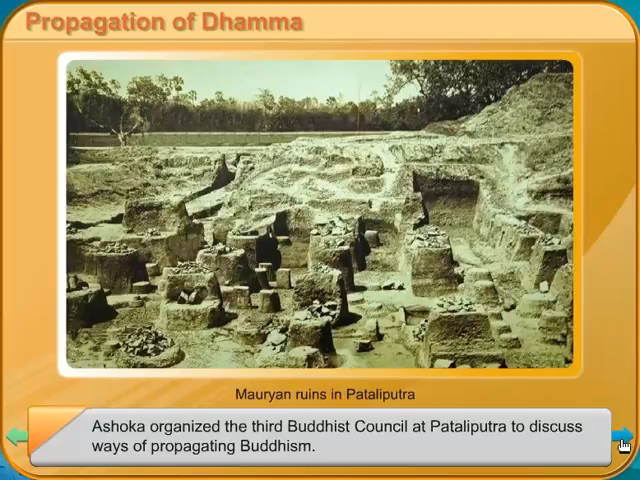 Propagation of Dhamma
Mauryan ruins in Pataliputra
Ashoka organized the third Buddhist Council at Pataliputra to discuss
ways of propagating Buddhism.